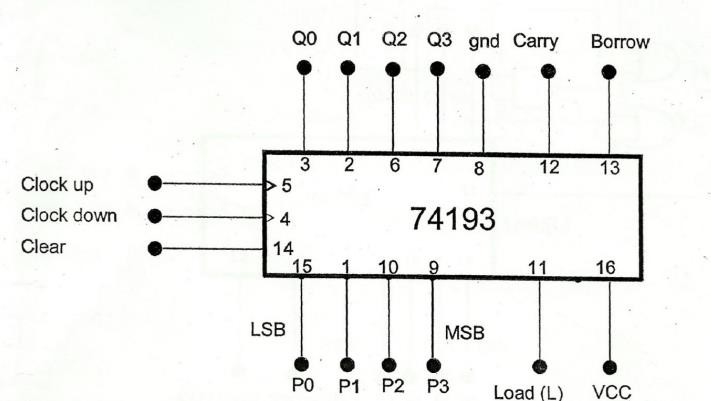 Q0 Q1 Q2 Q3 gnd Carry Borrow
3 2 6 7 8 12 13
Clock up 5
Clock down 4 74193
Clear 14
15 1 10 9 11 16
LSB MSB
P0 P1 P2 P3 Load (L) VCC